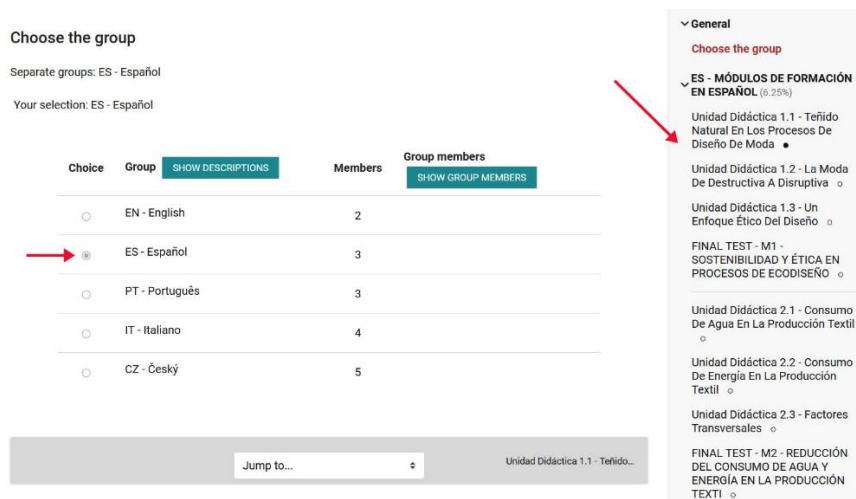 Choose the group
Separate groups: ES - Español
Your selection: ES - Español
Choice Group SHOW DESCRIPTIONS Members Group members
SHOW GROUP MEMBERS
EN - English 2
ES - Español 3
PT - Português 3
IT - Italiano 4
CZ - Český 5
Jump to... Unidad Didáctica 1.1 - Teñido...
General
Choose the group
ES - MÓDULOS DE FORMACIÓN
EN ESPAÑOL (6.25%)
Unidad Didáctica 1.1 - Teñido
Natural En Los Procesos De
Diseño De Moda
Unidad Didáctica 1.2 - La Moda
De Destructiva A Disruptiva
Unidad Didáctica 1.3 - Un
Enfoque Ético Del Diseño
FINAL TEST - M1 -
SOSTENIBILIDAD Y ÉTICA EN
PROCESOS DE ECODISEÑO
Unidad Didáctica 2.1 - Consumo
De Agua En La Producción Textil
Unidad Didáctica 2.2 - Consumo
De Energía En La Producción
Textil
Unidad Didáctica 2.3 - Factores
Transversales
FINAL TEST - M2 - REDUCCIÓN
DEL CONSUMO DE AGUA Y
ENERGÍA EN LA PRODUCCIÓN
TEXTI